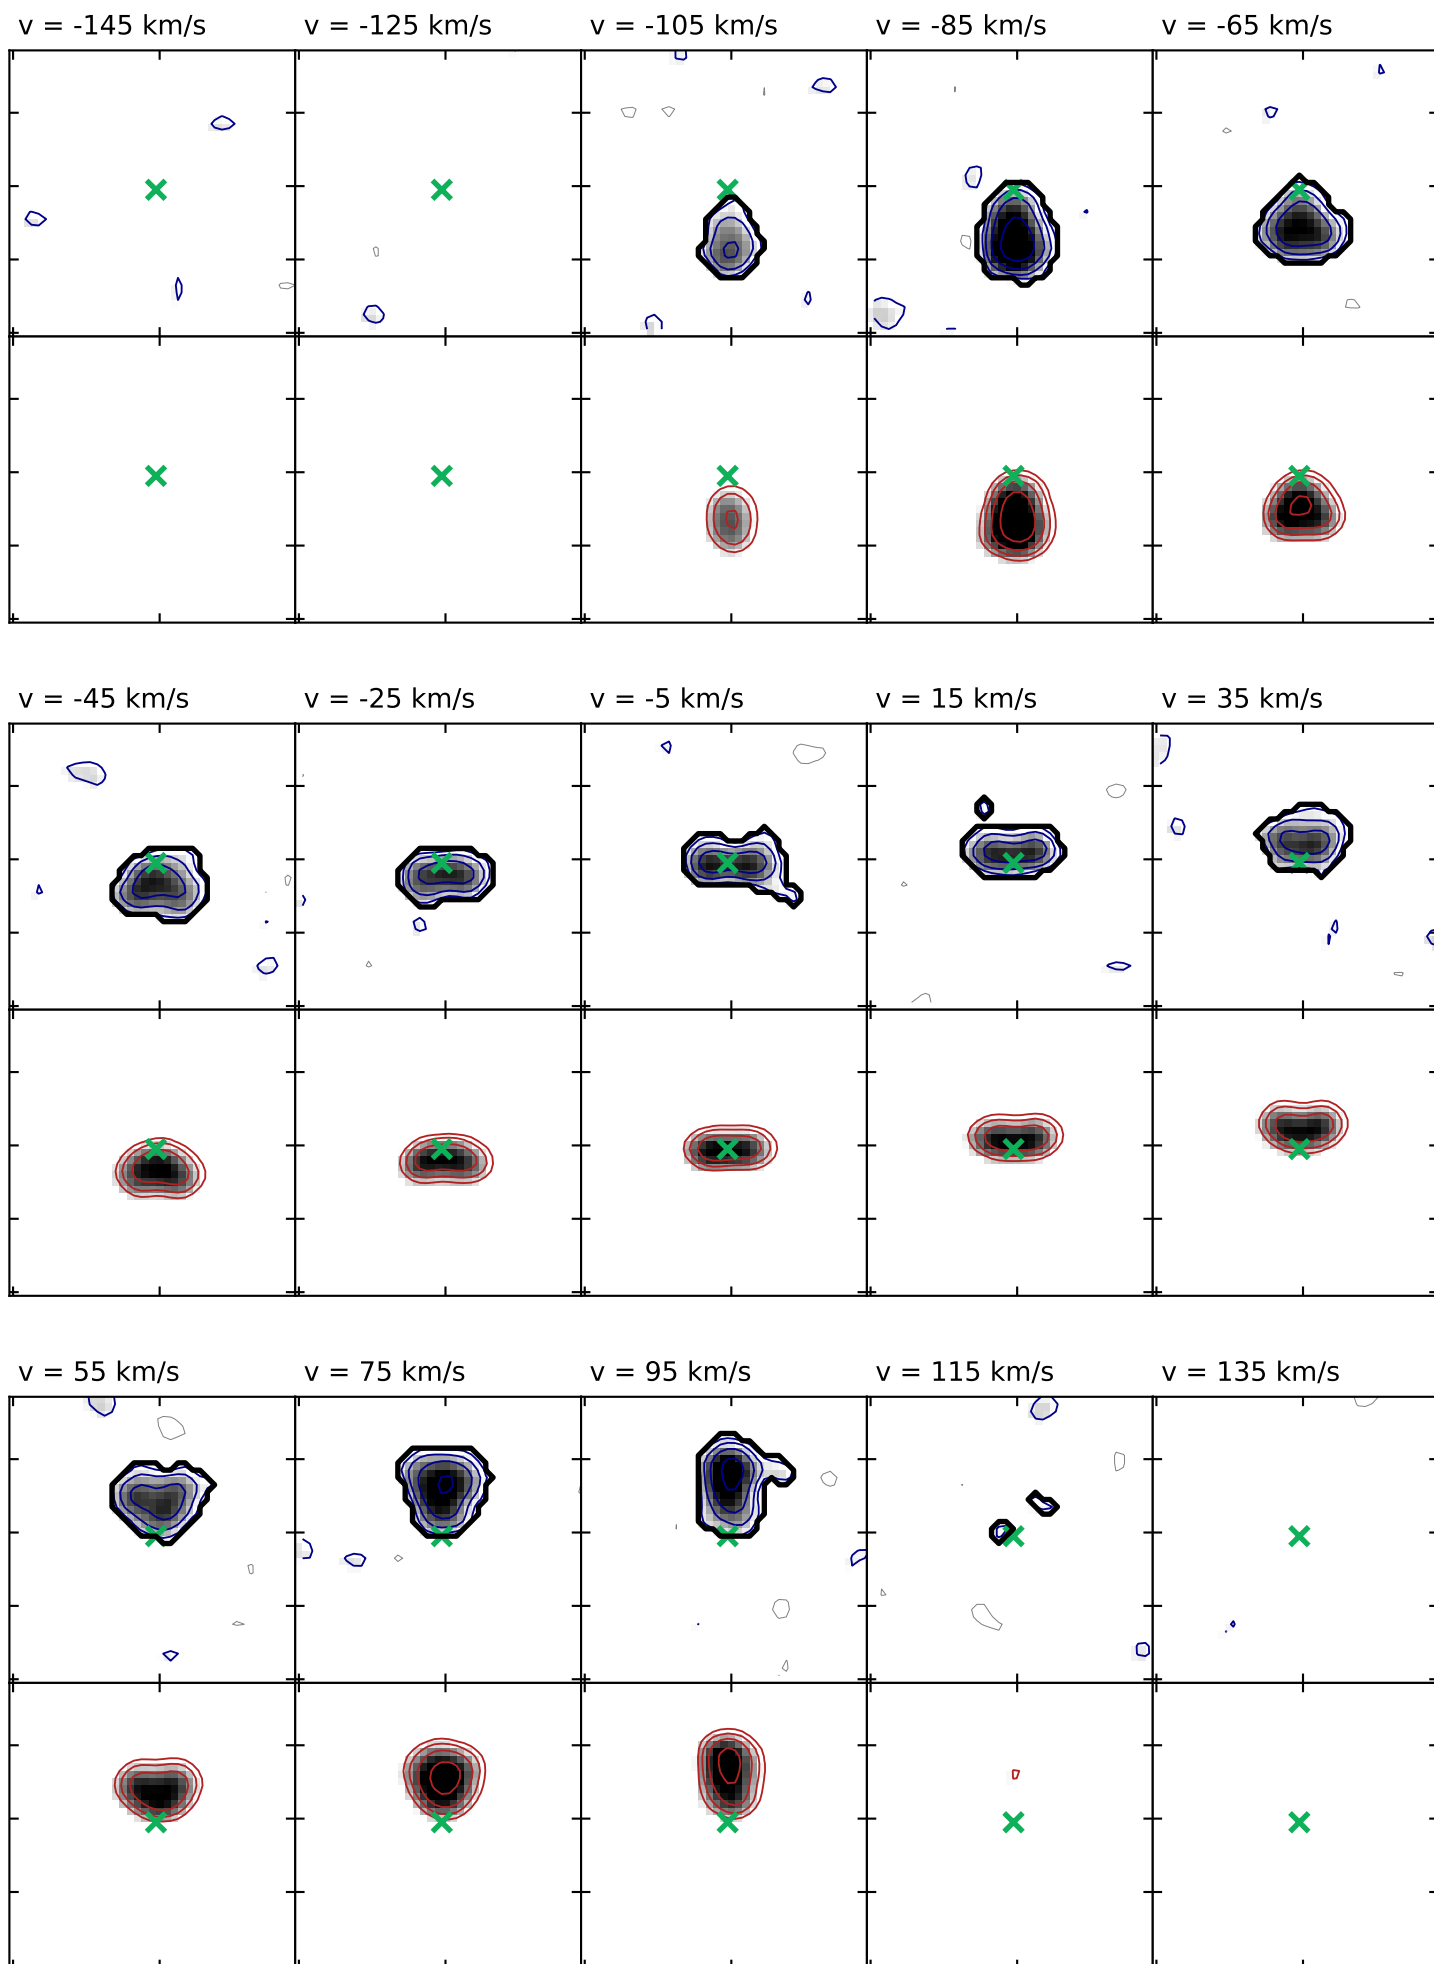 v = -145 km/s
v = -125 km/s
v = -105 km/s
v = -85 km/s
v = -65 km/s
v = -45 km/s
v = -25 km/s
v = -5 km/s
v = 15 km/s
v = 35 km/s
v = 55 km/s
v = 75 km/s
v = 95 km/s
v = 115 km/s
v = 135 km/s